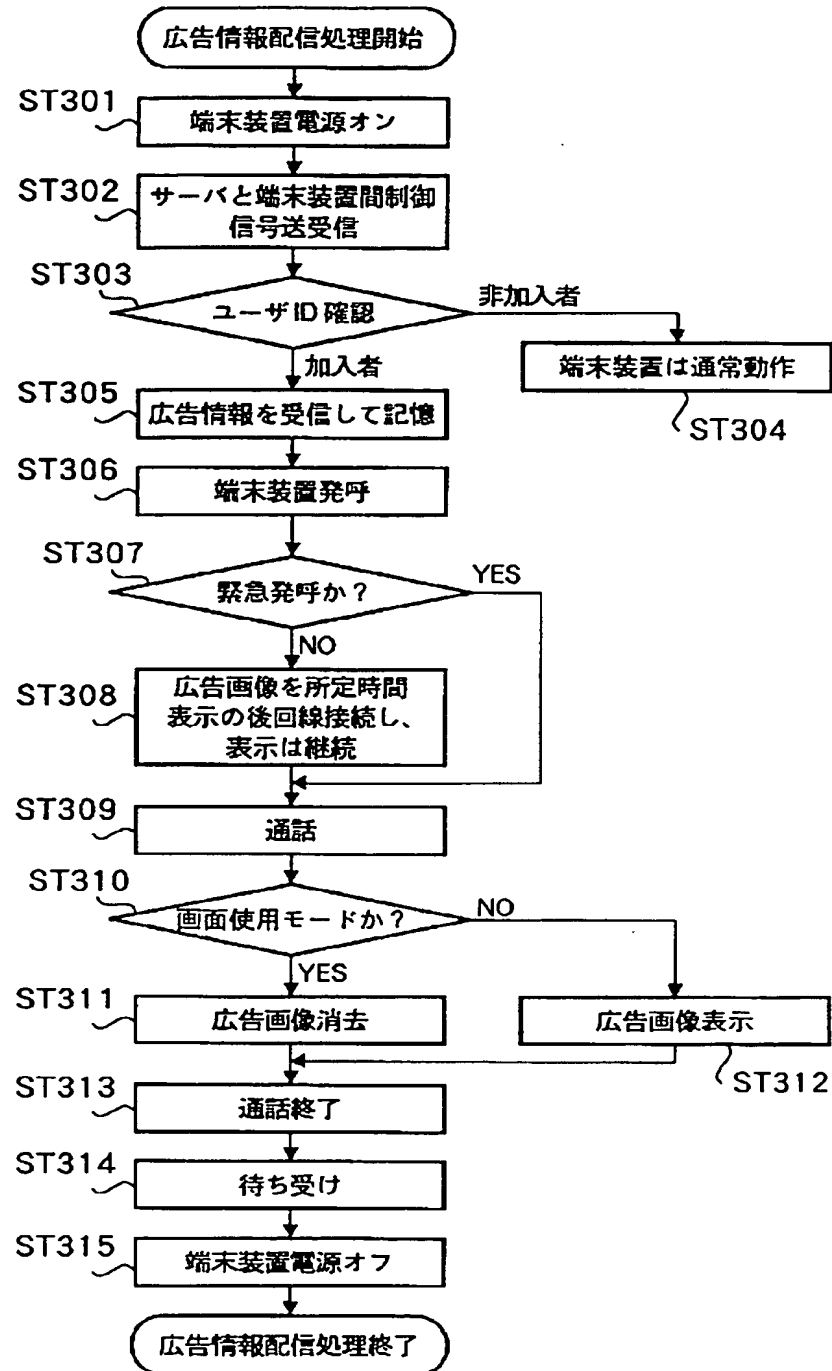 広告情報配信処理開始
ST301
端末装置電源オン
ST302
サーバと端末装置間制御
信号送受信
ST303
ユーザID確認
非加入者
加入者
端末装置は通常動作
ST304
ST305
広告情報を受信して記憶
ST306
端末装置発呼
ST307
緊急発呼か?
YES
NO
ST308
広告画像を所定時間
表示の後回線接続し、
表示は継続
ST309
通話
ST310
画面使用モードか?
NO
YES
ST311
広告画像消去
広告画像表示
ST312
ST313
通話終了
ST314
待ち受け
ST315
端末装置電源オフ
広告情報配信処理終了